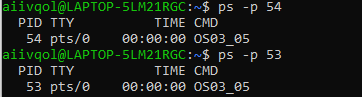 aiivqol@LAPTOP-5LM21RGC:~$ ps -p 54
PID TTY TIME CMD
54 pts/0 00:00:00 OS03_05
aiivqol@LAPTOP-5LM21RGC:~$ ps -p 53
PID TTY TIME CMD
53 pts/0 00:00:00 OS03_05